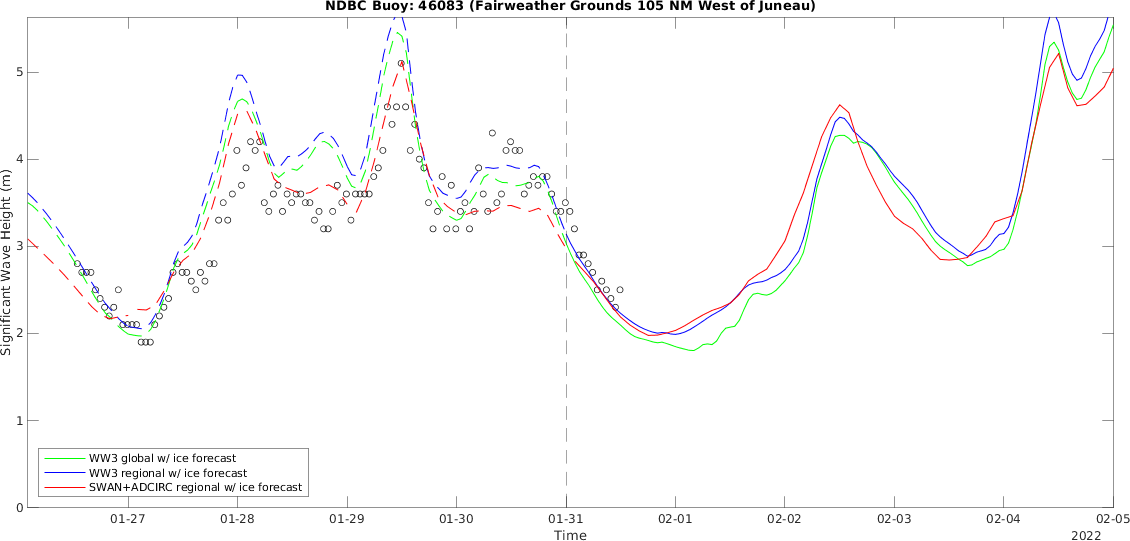 NDBC Buoy: 46083 (Fairweather Grounds 105 NM West of Juneau)
Significant Wave Height (m)
5
4
3
2
1
0
WW3 global w/ ice forecast
WW3 regional w/ ice forecast
SWAN+ADCIRC regional w/ ice forecast
01-27 01-28 01-29 01-30 01-31 02-01 02-02 02-03 02-04 02-05
Time
2022